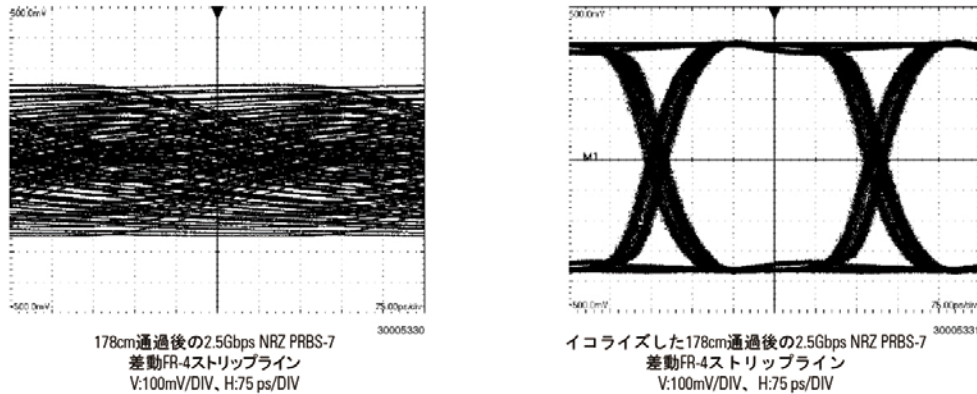 500.0mV
-500.0mV
75.00ps/div
30005330
178cm通過後の2.5Gbps NRZ PRBS-7
差動FR-4ストリップライン
V:100mV/DIV、H:75 ps/DIV
500.0mV
M1
-500.0mV
75.00ps/div
30005331
イコライズした178cm通過後の2.5Gbps NRZ PRBS-7
差動FR-4ストリップライン
V:100mV/DIV、H:75 ps/DIV